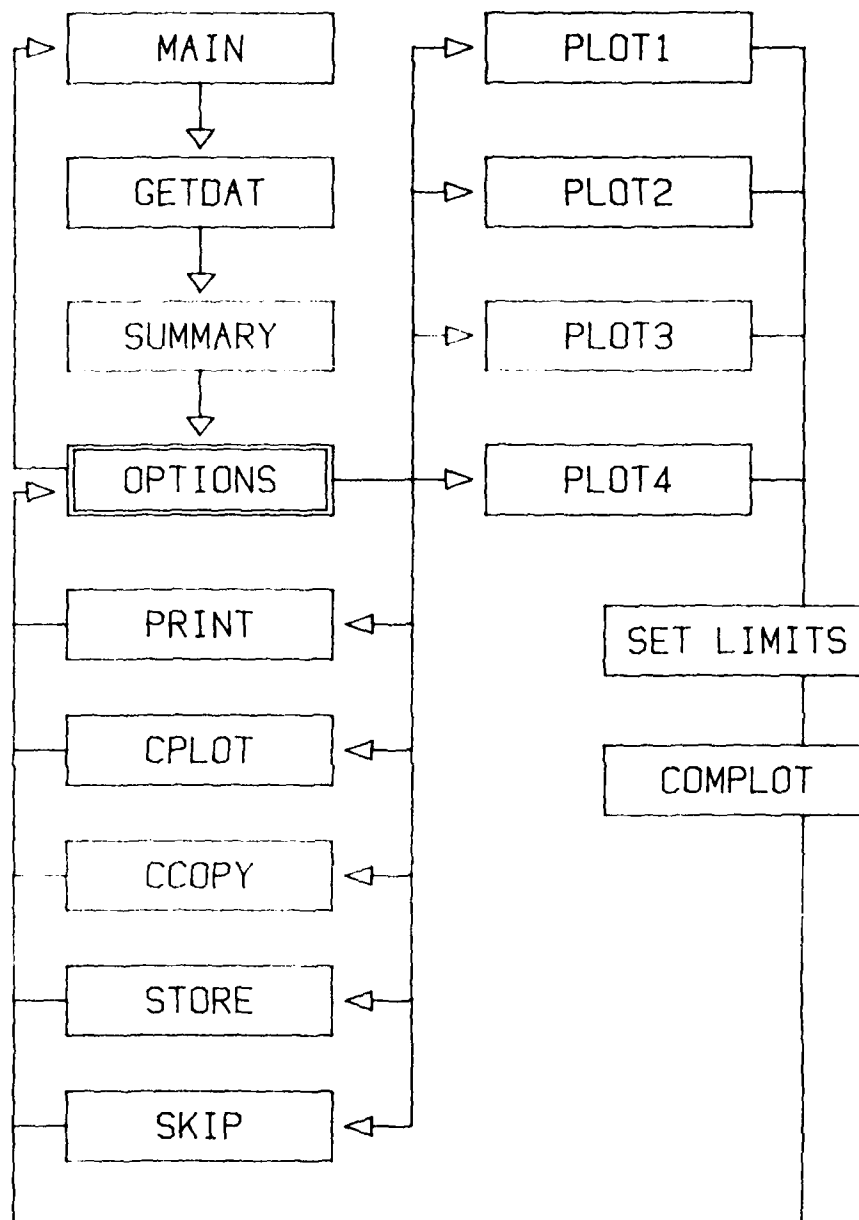 MAIN
GETDAT
SUMMARY
OPTIONS
PRINT
CPLOT
CCOPY
STORE
SKIP
PLOT1
PLOT2
PLOT3
PLOT4
SET LIMITS
COMPLOT